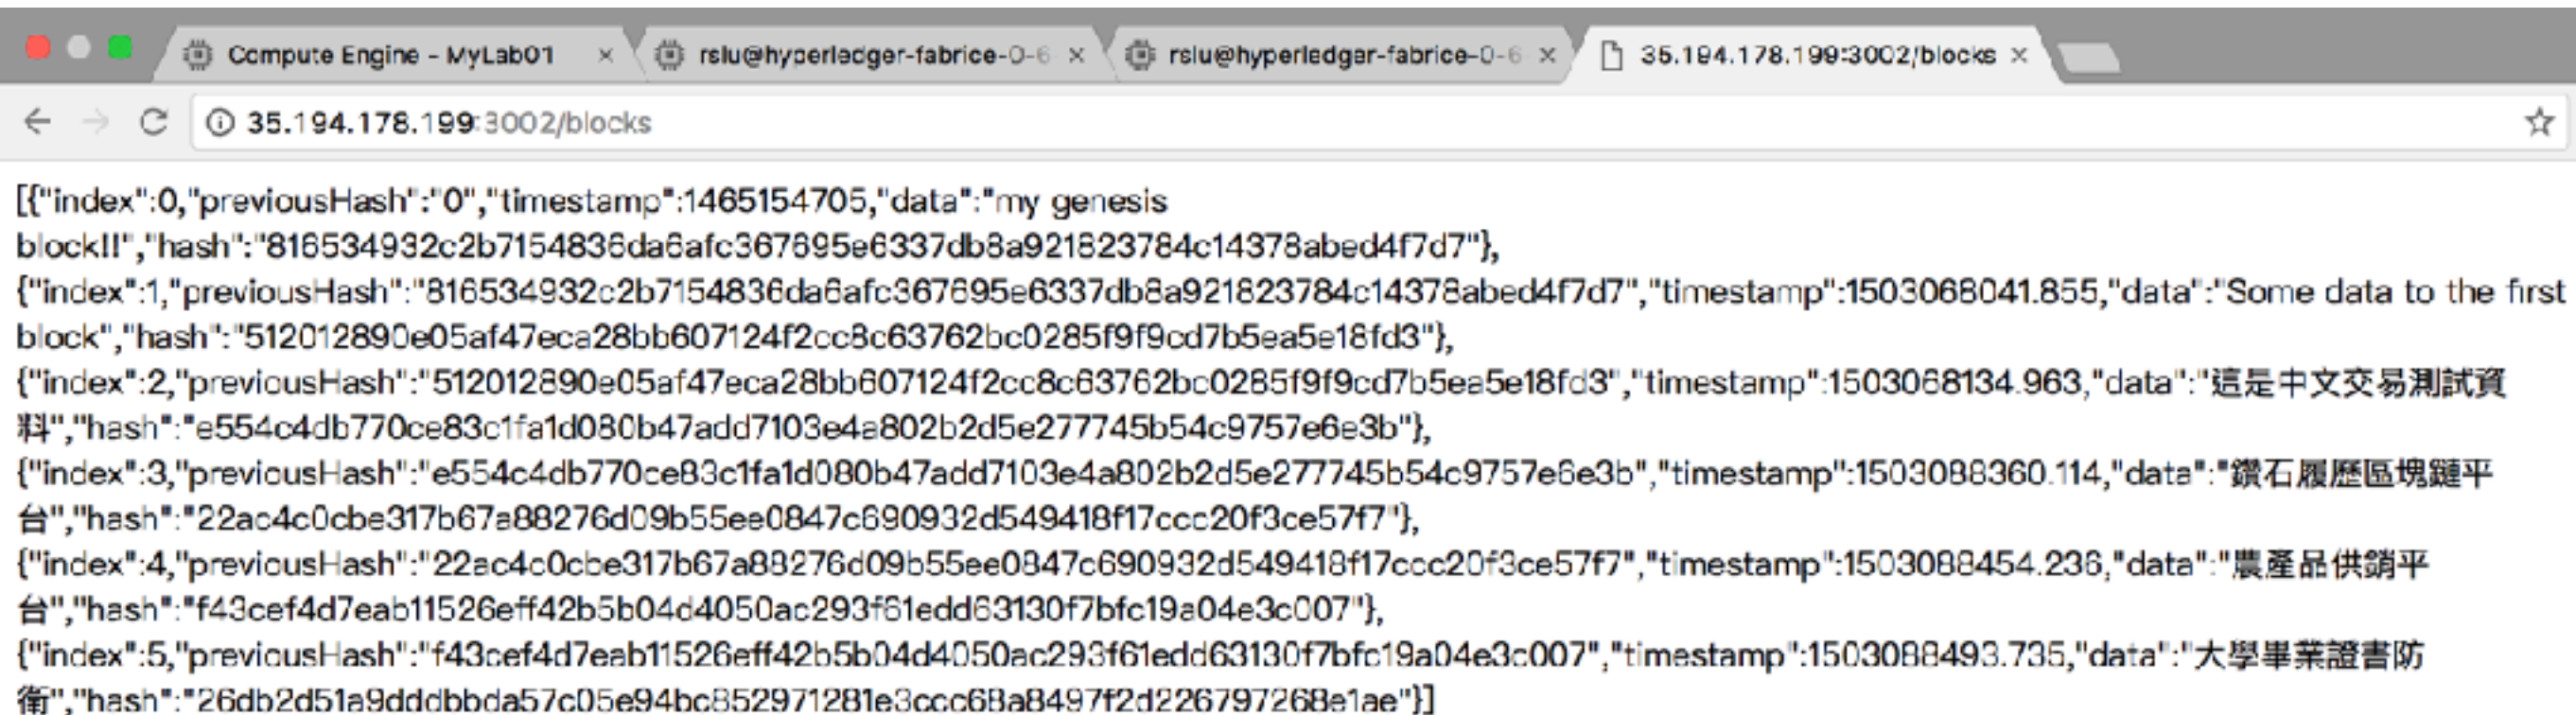 Compute Engine - MyLab01
rslu@hyperledger-fabrice-0-6
rslu@hyperledger-fabrice-0-6
35.194.178.199:3002/blocks
35.194.178.199:3002/blocks
[{"index":0,"previousHash":"0","timestamp":1465154705,"data":"my genesis
block!!","hash":"816534932c2b7154836da6afc367695e6337db8a921823784c14378abed4f7d7"},
{"index":1,"previousHash":"816534932c2b7154836da6afc367695e6337db8a921823784c14378abed4f7d7","timestamp":1503068041.855,"data":"Some data to the first
block","hash":"512012890e05af47eca28bb607124f2cc8c63762bc0285f9f9cd7b5ea5e18fd3"},
{"index":2,"previousHash":"512012890e05af47eca28bb607124f2cc8c63762bc0285f9f9cd7b5ea5e18fd3","timestamp":1503068134.963,"data":"這是中文交易測試資
料","hash":"e554c4db770ce83c1fa1d080b47add7103e4a802b2d5e277745b54c9757e6e3b"},
{"index":3,"previousHash":"e554c4db770ce83c1fa1d080b47add7103e4a802b2d5e277745b54c9757e6e3b","timestamp":1503088360.114,"data":"鑽石履歷區塊鏈平
台","hash":"22ac4c0cbe317b67a88276d09b55ee0847c690932d549418f17ccc20f3ce57f7"},
{"index":4,"previousHash":"22ac4c0cbe317b67a88276d09b55ee0847c690932d549418f17ccc20f3ce57f7","timestamp":1503088454.236,"data":"農產品供銷平
台","hash":"f43cef4d7eab11526eff42b5b04d4050ac293f61edd63130f7bfc19a04e3c007"},
{"index":5,"previousHash":"f43cef4d7eab11526eff42b5b04d4050ac293f61edd63130f7bfc19a04e3c007","timestamp":1503088493.735,"data":"大學畢業證書防
衛","hash":"26db2d51a9dddbbda57c05e94bc852971281e3ccc68a8497f2d226797268e1ae"}]